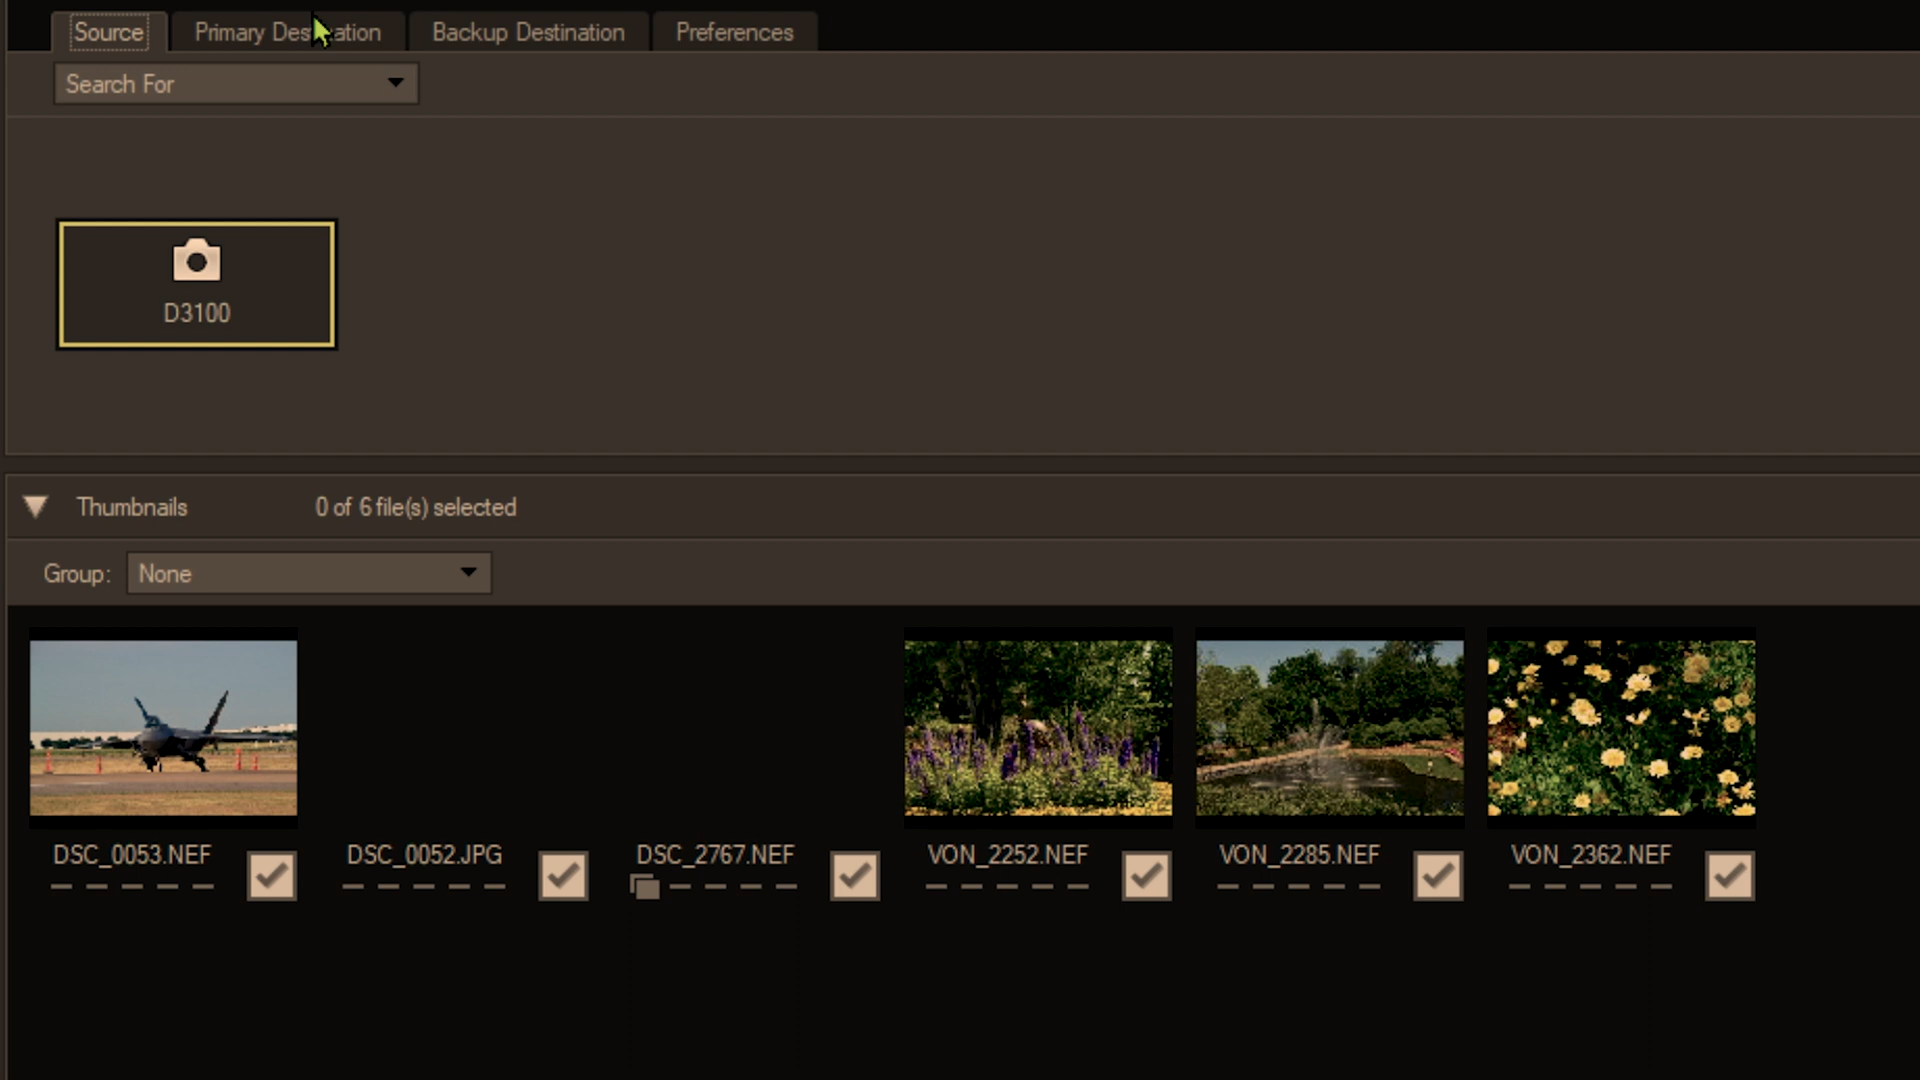 Source Primary Destination Backup Destination Preferences
Search For
D3100
Thumbnails 0 of 6 file(s) selected
Group: None
DSC_0053.NEF DSC_0052.JPG DSC_2767.NEF VON_2252.NEF VON_2285.NEF VON_2362.NEF